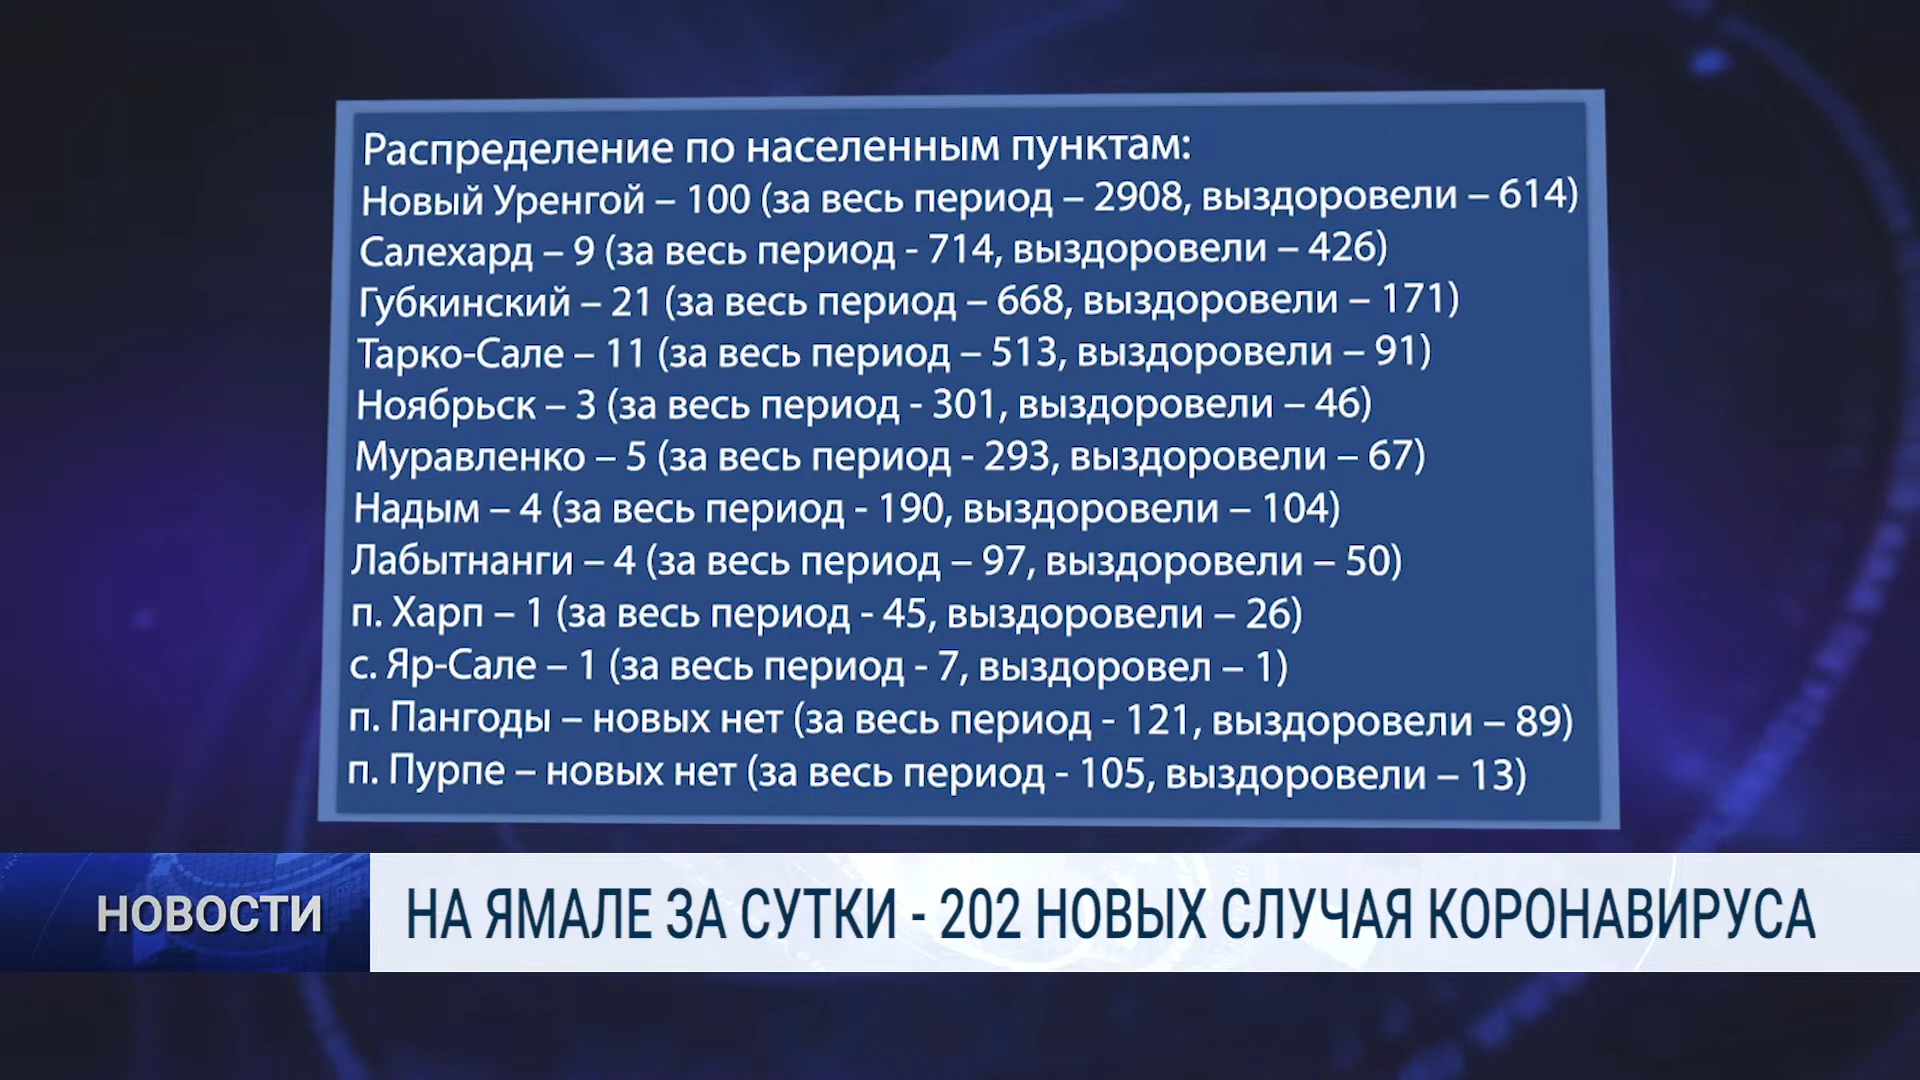 Распределение по населенным пунктам:
Новый Уренгой – 100 (за весь период – 2908, выздоровели – 614)
Салехард – 9 (за весь период - 714, выздоровели – 426)
Губкинский – 21 (за весь период – 668, выздоровели – 171)
Тарко-Сале – 11 (за весь период – 513, выздоровели – 91)
Ноябрьск – 3 (за весь период - 301, выздоровели – 46)
Муравленко – 5 (за весь период - 293, выздоровели – 67)
Надым – 4 (за весь период - 190, выздоровели – 104)
Лабытнанги – 4 (за весь период – 97, выздоровели – 50)
п. Харп – 1 (за весь период - 45, выздоровели – 26)
с. Яр-Сале – 1 (за весь период - 7, выздоровел – 1)
п. Пангоды – новых нет (за весь период - 121, выздоровели – 89)
п. Пурпе – новых нет (за весь период - 105, выздоровели – 13)
НОВОСТИ
НА ЯМАЛЕ ЗА СУТКИ - 202 НОВЫХ СЛУЧАЯ КОРОНАВИРУСА